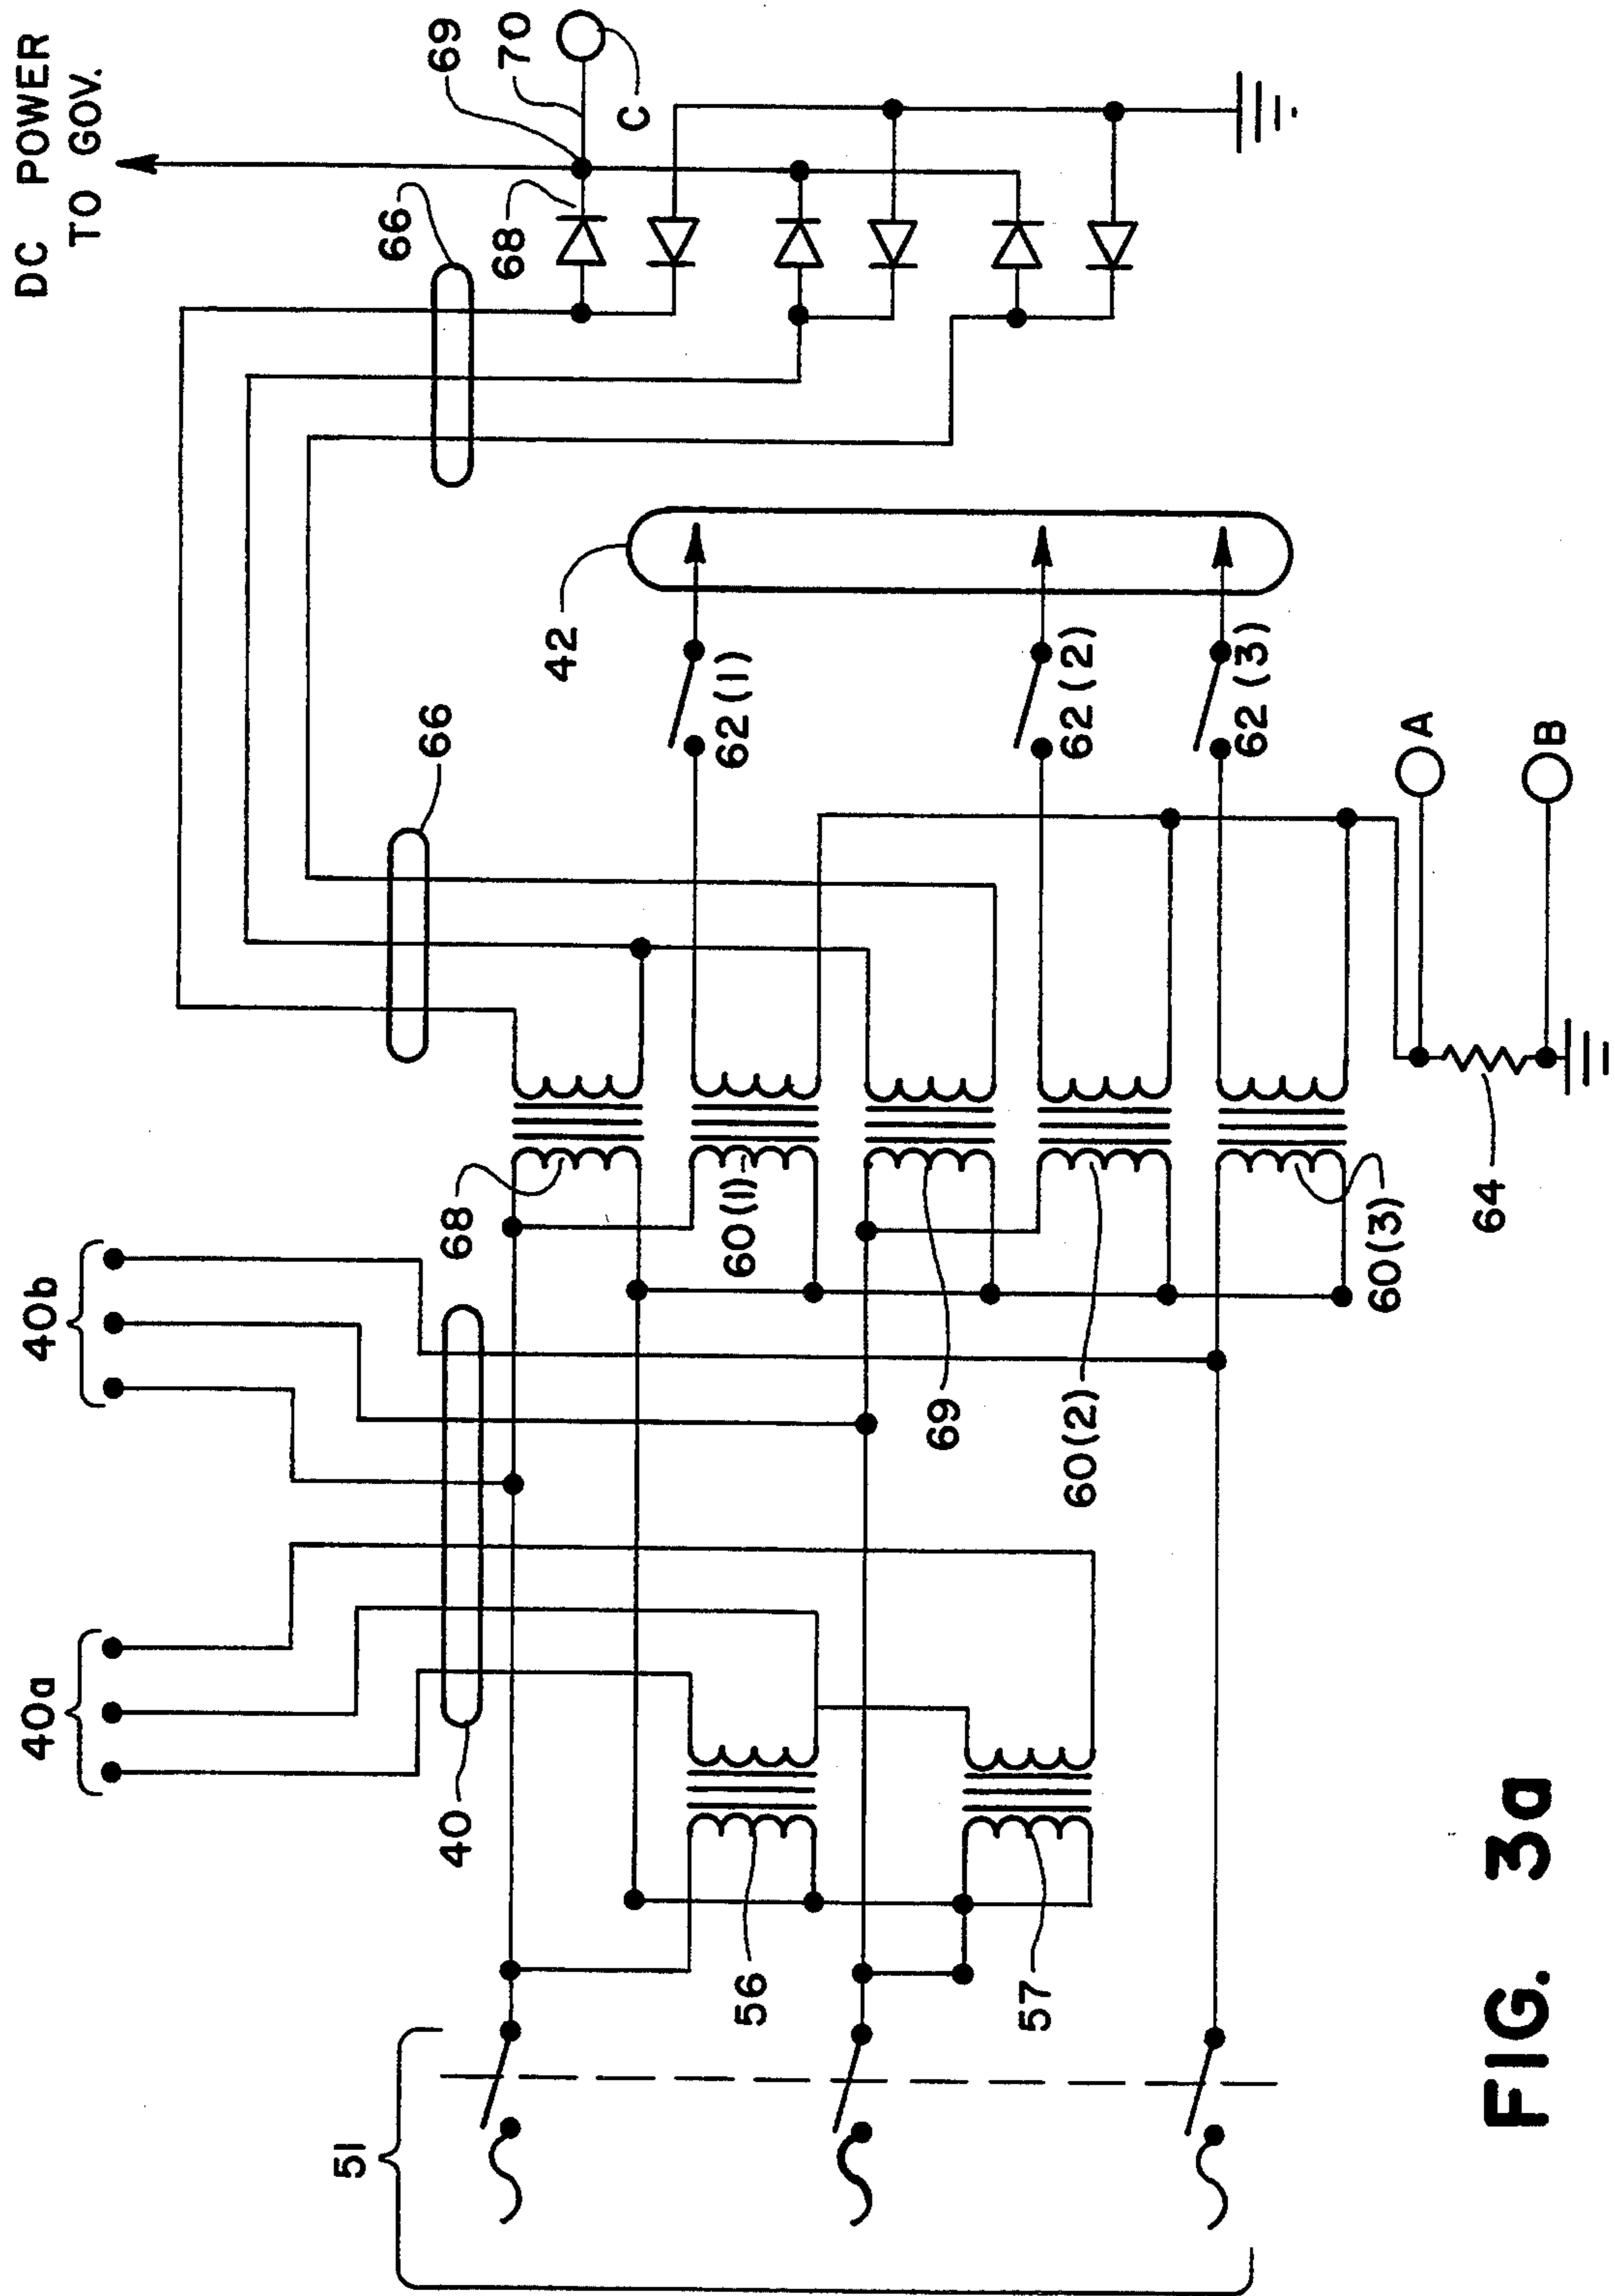 DC POWER
TO GOV.
40a
40b
66
66
69
70
C
68
51
40
42
68
62 (1)
56
60(1)
69
57
60(2)
62 (2)
60(3)
62 (3)
64
A
B
FIG. 3a